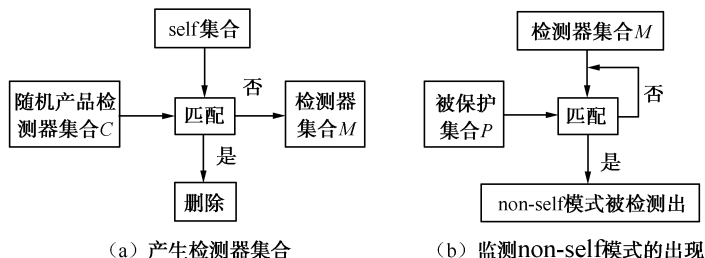 self集合
随机产品检
测器集合C
匹配
否
检测器
集合M
是
删除
(a)产生检测器集合
检测器集合M
被保护
集合P
匹配
否
是
non-self模式被检测出
(b)监测non-self模式的出现